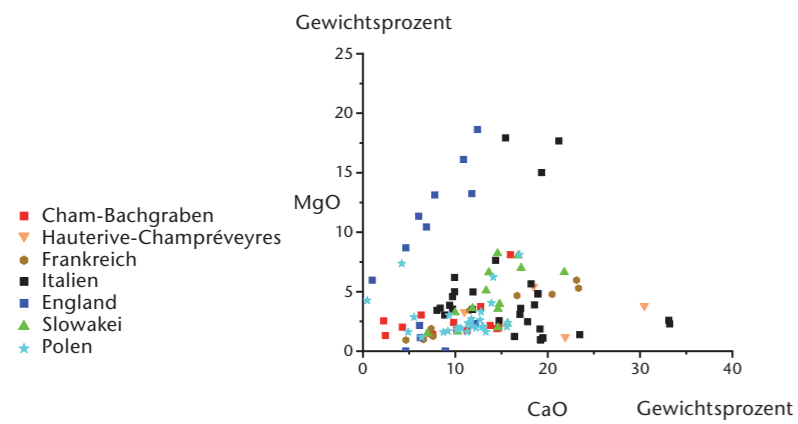 Gewichtsprozent
25
20
15
MgO
10
5
0
0 10 20 30 40
CaO Gewichtsprozent
Cham-Bachgraben
Hauterive-Champréveyres
Frankreich
Italien
England
Slowakei
Polen